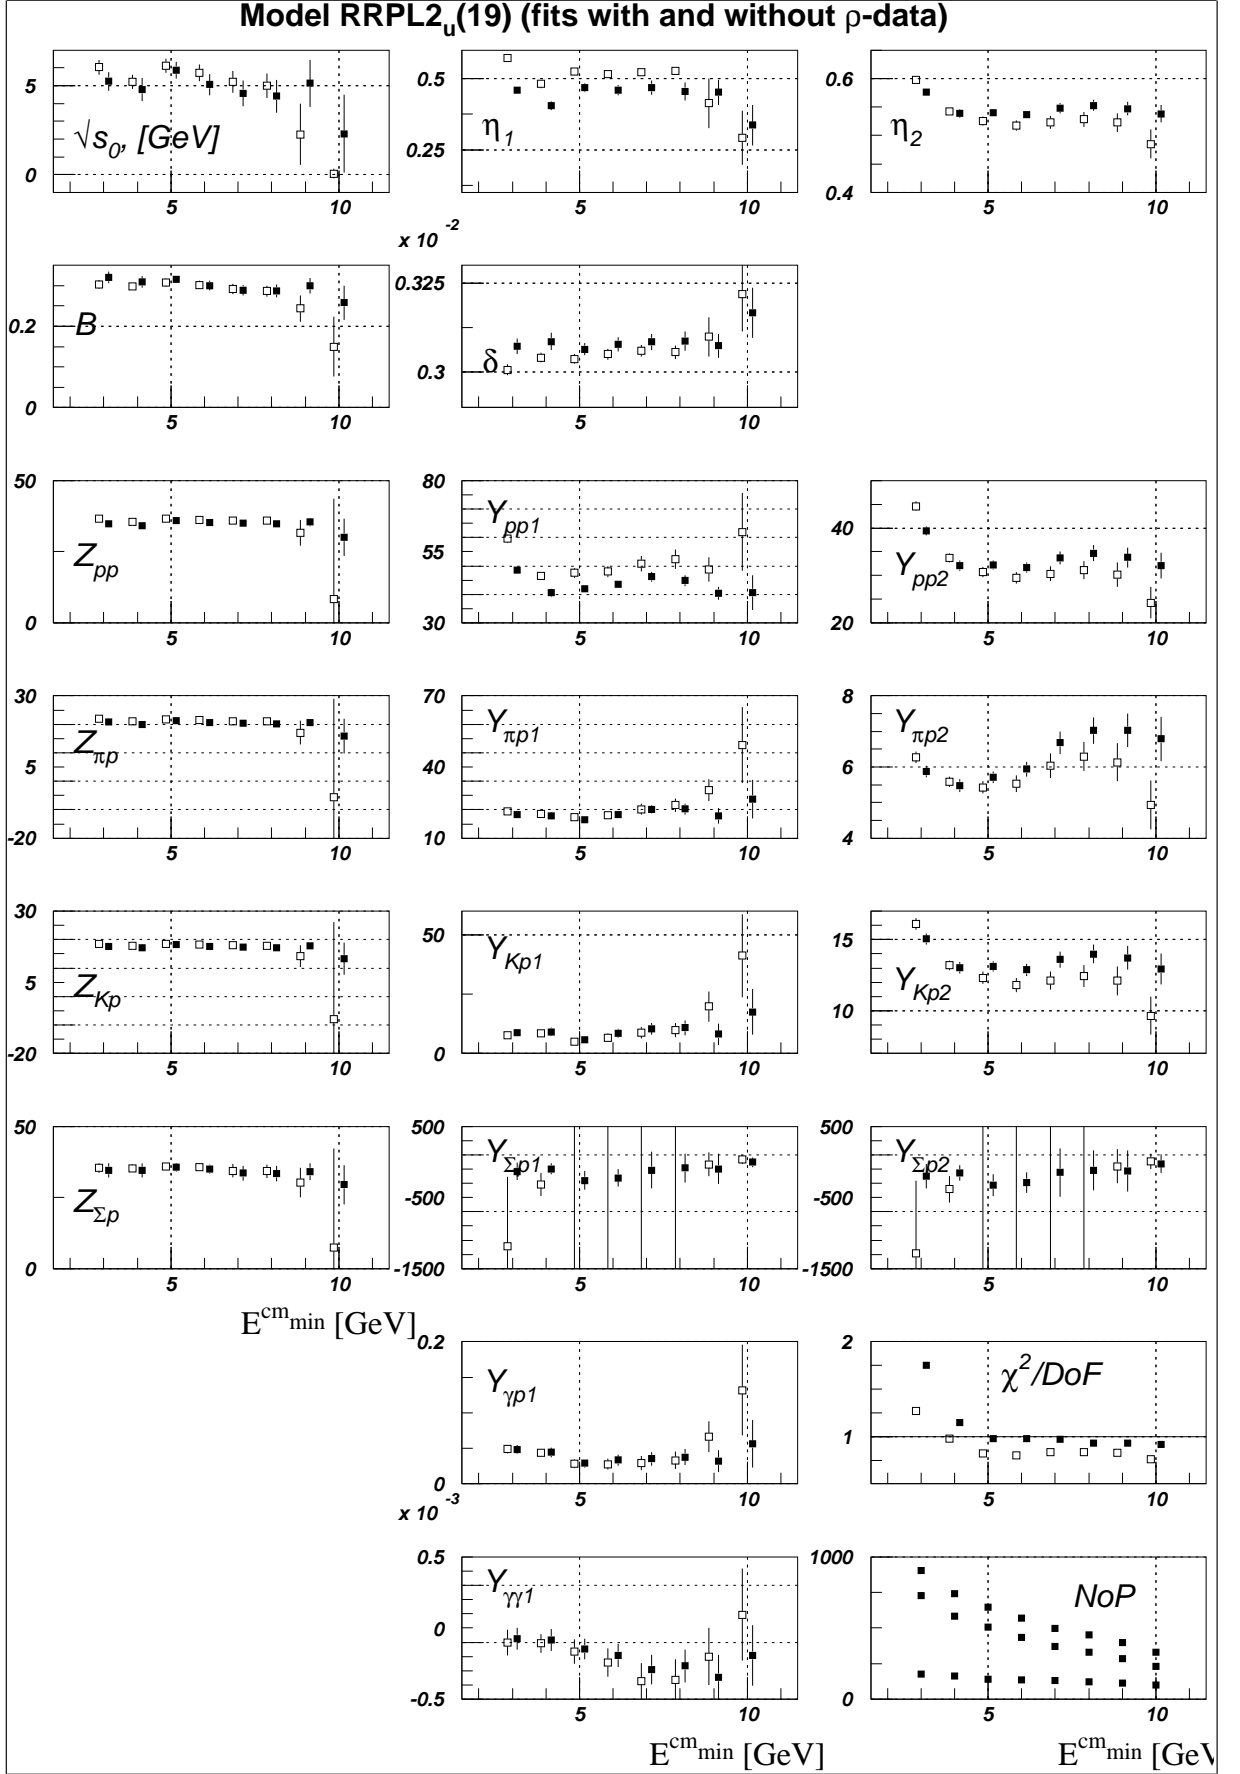 Model RRPL2u(19) (fits with and without ρ-data)
5
0
√s0, [GeV]
5 10
0.5
0.25
η1
5 10
0.6
0.4
η2
5 10
0.2
0
B
5 10
x 10 -2
0.325
0.3
δ
5 10
50
0
Zpp
5 10
80
55
30
Ypp1
5 10
40
20
Ypp2
5 10
30
5
-20
Zπp
5 10
70
40
10
Yπp1
5 10
8
6
4
Yπp2
5 10
30
5
-20
ZKp
5 10
50
0
YKp1
5 10
15
10
YKp2
5 10
50
0
ZΣp
5 10
Ecm min [GeV]
500
-500
-1500
YΣp1
5 10
500
-500
-1500
YΣp2
5 10
0.2
0
Yγp1
5 10
2
1
χ2/DoF
5 10
x 10 -3
0.5
0
-0.5
Yγγ1
5 10
Ecm min [GeV]
1000
0
NoP
5 10
Ecm min [GeV